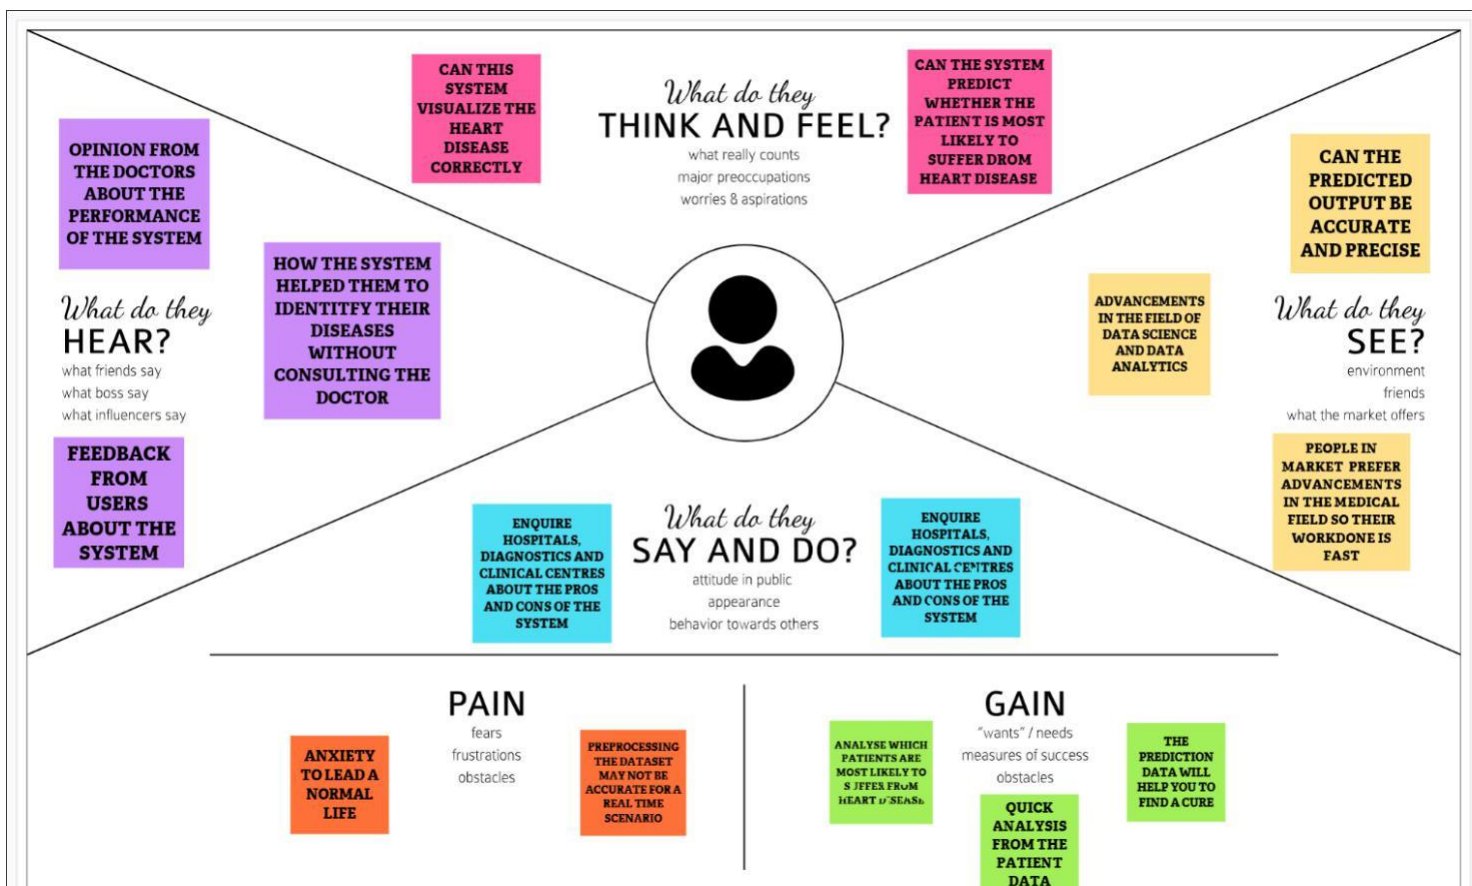 CAN THIS
SYSTEM
VISUALIZE THE
HEART
DISEASE
CORRECTLY
What do they
THINK AND FEEL?
what really counts
major preoccupations
worries & aspirations
CAN THE SYSTEM
PREDICT
WHETHER THE
PATIENT IS MOST
LIKELY TO
SUFFER DROM
HEART DISEASE
OPINION FROM
THE DOCTORS
ABOUT THE
PERFORMANCE
OF THE SYSTEM
HOW THE SYSTEM
HELPED THEM TO
IDENTITFY THEIR
DISEASES
WITHOUT
CONSULTING THE
DOCTOR
What do they
HEAR?
what friends say
what boss say
what influencers say
FEEDBACK
FROM
USERS
ABOUT THE
SYSTEM
CAN THE
PREDICTED
OUTPUT BE
ACCURATE
AND PRECISE
ADVANCEMENTS
IN THE FIELD OF
DATA SCIENCE
AND DATA
ANALYTICS
What do they
SEE?
environment
friends
what the market offers
PEOPLE IN
MARKET PREFER
ADVANCEMENTS
IN THE MEDICAL
FIELD SO THEIR
WORKDONE IS
FAST
ENQUIRE
HOSPITALS,
DIAGNOSTICS AND
CLINICAL CENTRES
ABOUT THE PROS
AND CONS OF THE
SYSTEM
What do they
SAY AND DO?
attitude in public
appearance
behavior towards others
ENQUIRE
HOSPITALS,
DIAGNOSTICS AND
CLINICAL CENTRES
ABOUT THE PROS
AND CONS OF THE
SYSTEM
PAIN
fears
frustrations
obstacles
ANXIETY
TO LEAD A
NORMAL
LIFE
PREPROCESSING
THE DATASET
MAY NOT BE
ACCURATE FOR A
REAL TIME
SCENARIO
GAIN
"wants" / needs
measures of success
obstacles
ANALYSE WHICH
PATIENTS ARE
MOST LIKELY TO
SUFFER FROM
HEART DISEASE
QUICK
ANALYSIS
FROM THE
PATIENT
DATA
THE
PREDICTION
DATA WILL
HELP YOU TO
FIND A CURE